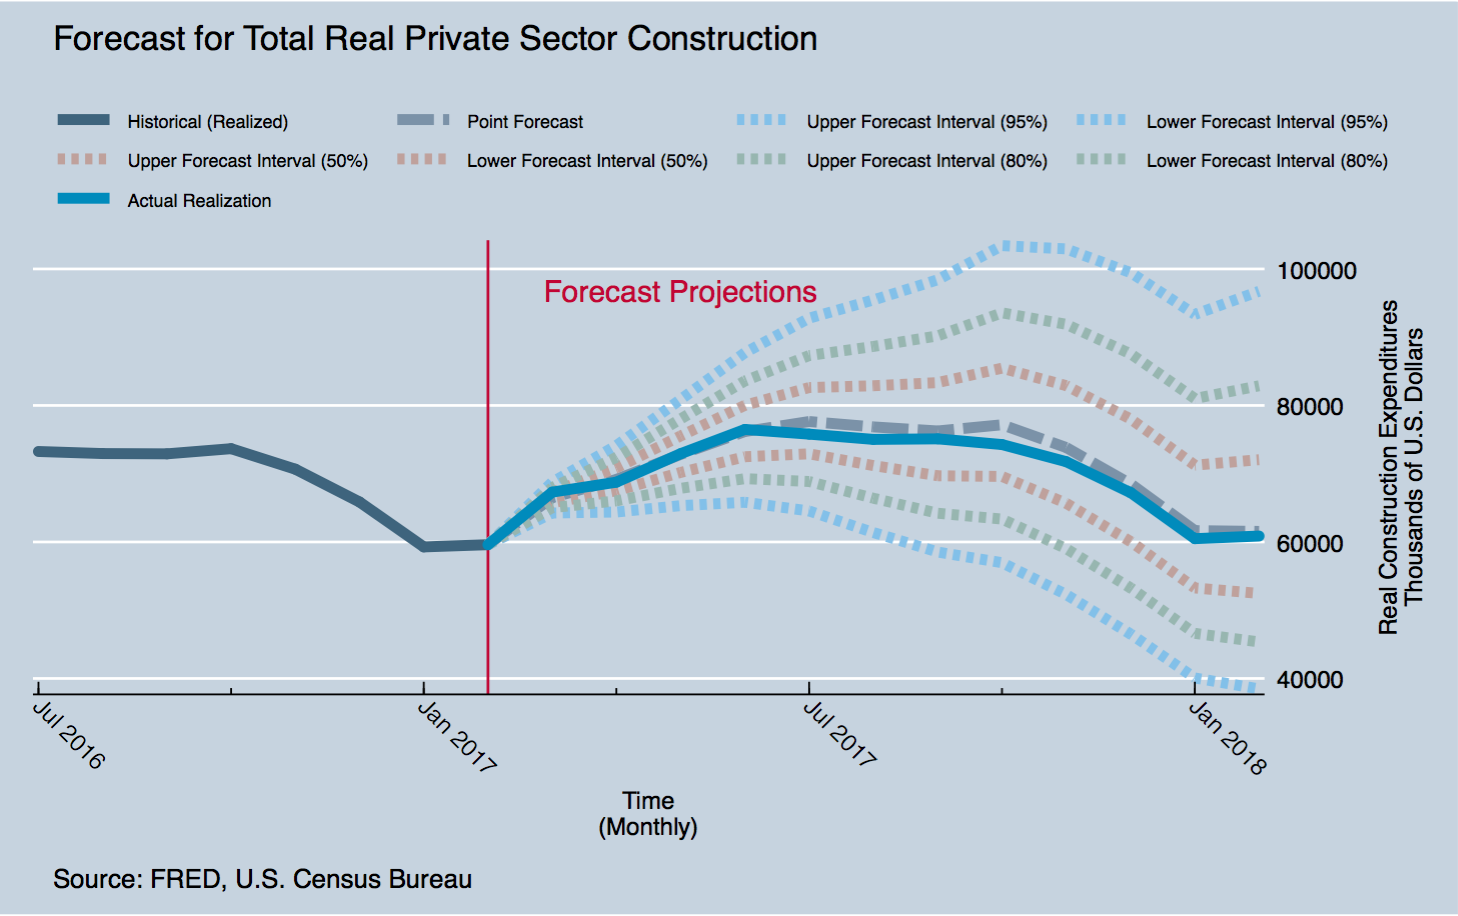 Forecast for Total Real Private Sector Construction
Historical (Realized)
Point Forecast
Upper Forecast Interval (95%)
Lower Forecast Interval (95%)
Upper Forecast Interval (50%)
Lower Forecast Interval (50%)
Upper Forecast Interval (80%)
Lower Forecast Interval (80%)
Actual Realization
Forecast Projections
100000
80000
60000
40000
Real Construction Expenditures
Thousands of U.S. Dollars
Jul 2016
Jan 2017
Jul 2017
Jan 2018
Time
(Monthly)
Source: FRED, U.S. Census Bureau